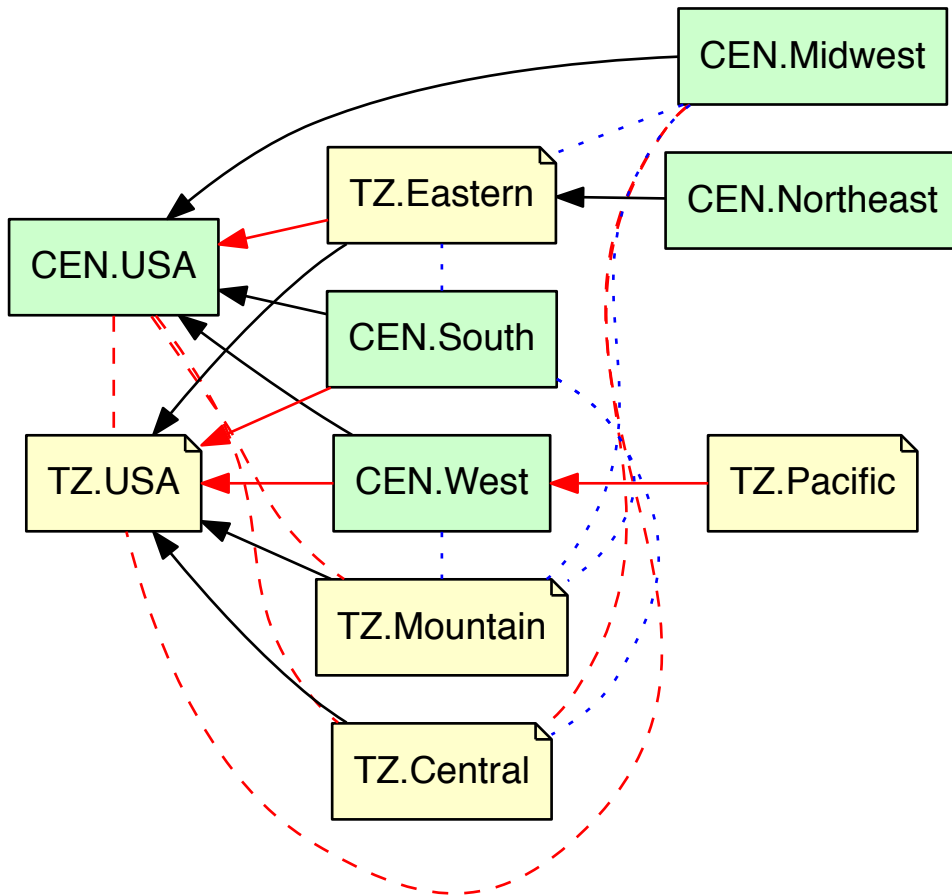 CEN.Midwest
TZ.Eastern
CEN.Northeast
CEN.USA
CEN.South
TZ.USA
CEN.West
TZ.Pacific
TZ.Mountain
TZ.Central